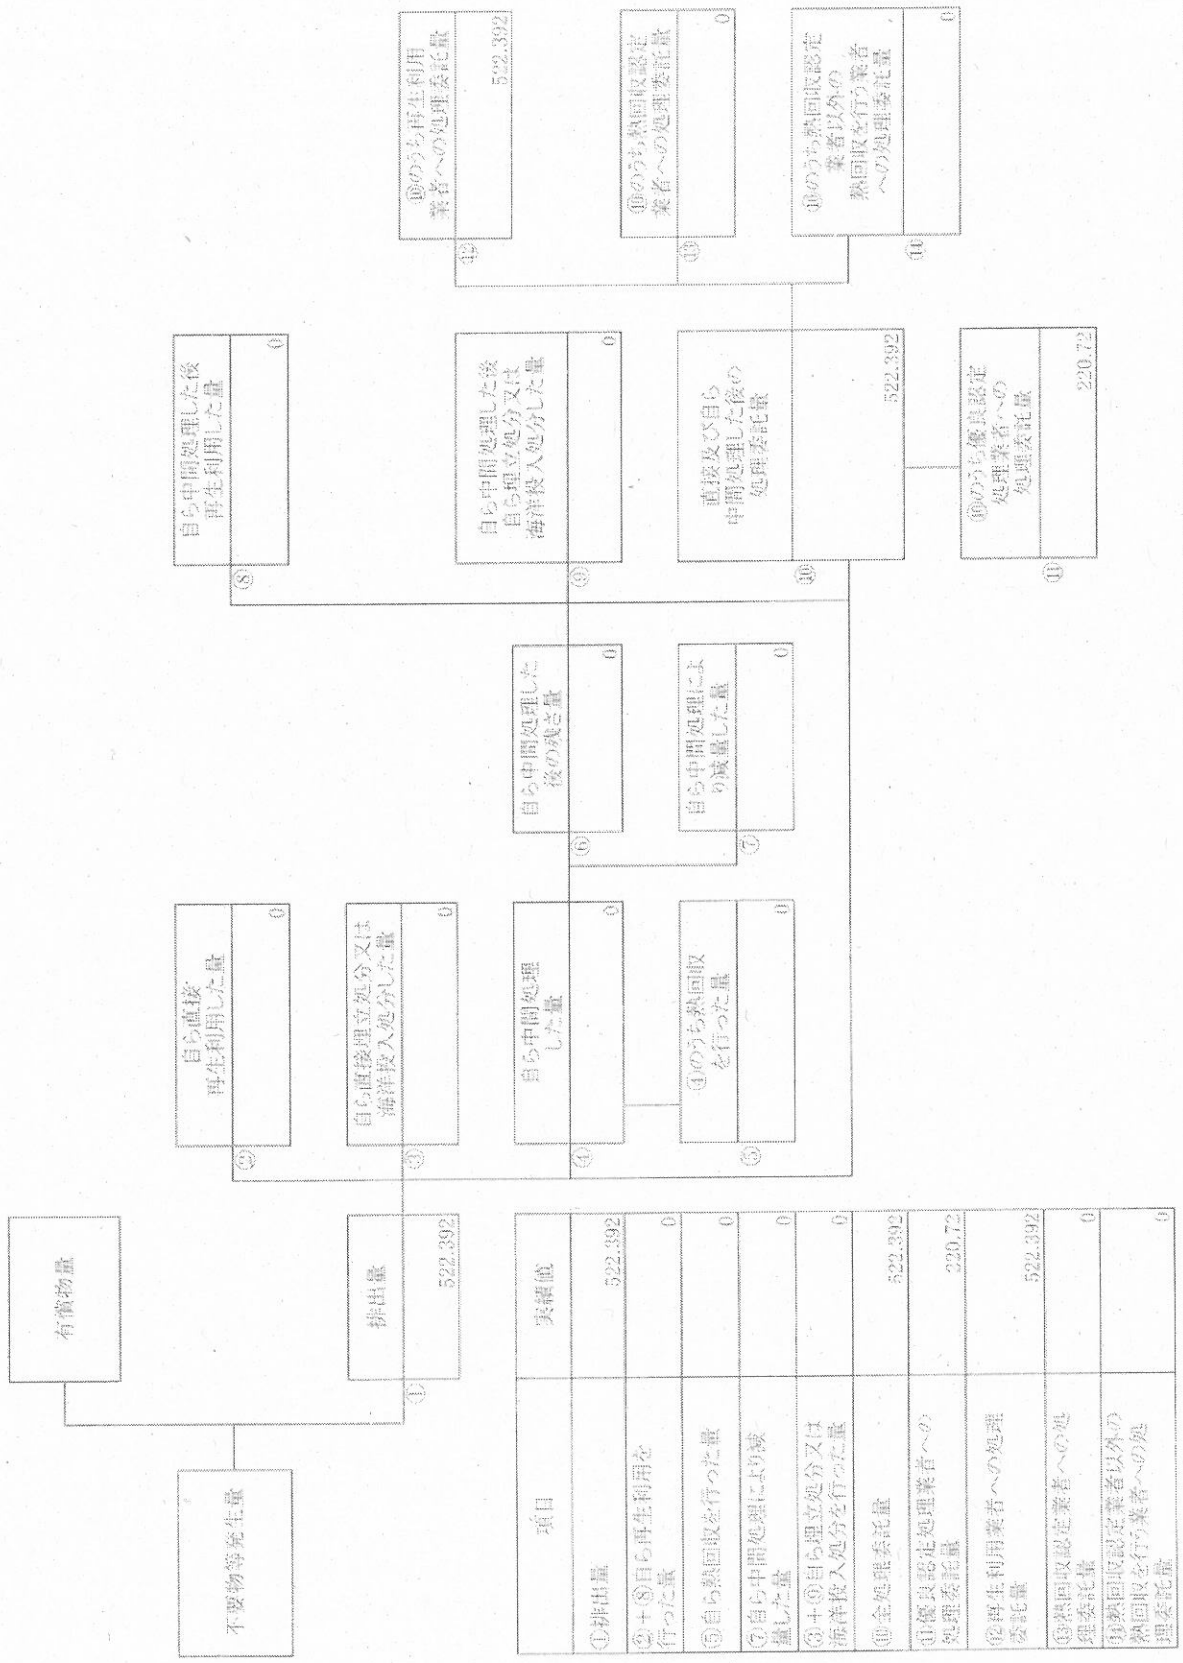 不要物等発生量
有償物量
①
排出量
522.392
②
自ら直接
再生利用した量
0
③
自ら直接埋立処分又は
海洋投入処分した量
0
④
自ら中間処理
した量
0
⑤
④のうち熱回収
を行った量
0
⑥
自ら中間処理した
後の残さ量
0
⑦
自ら中間処理によ
り減量した量
0
⑧
自ら中間処理した後
再生利用した量
0
⑨
自ら中間処理した後
自ら埋立処分又は
海洋投入処分した量
0
⑩
直接及び自ら
中間処理した後の
処理委託量
522.392
⑪
⑩のうち優良認定
処理業者への
処理委託量
220.72
⑫
⑩のうち再生利用
業者への処理委託量
522.392
⑬
⑩のうち熱回収認定
業者への処理委託量
0
⑭
⑩のうち熱回収認定
業者以外の
熱回収を行う業者
への処理委託量
0
項目 実績値
①排出量 522.392
②+⑧自ら再生利用を
行った量 0
⑤自ら熱回収を行った量 0
⑦自ら中間処理により減
量した量 0
③+⑨自ら埋立処分又は
海洋投入処分を行った量 0
⑩全処理委託量 522.392
⑪優良認定処理業者への
処理委託量 220.72
⑫再生利用業者への処理
委託量 522.392
⑬熱回収認定業者への処
理委託量 0
⑭熱回収認定業者以外の
熱回収を行う業者への処
理委託量 0